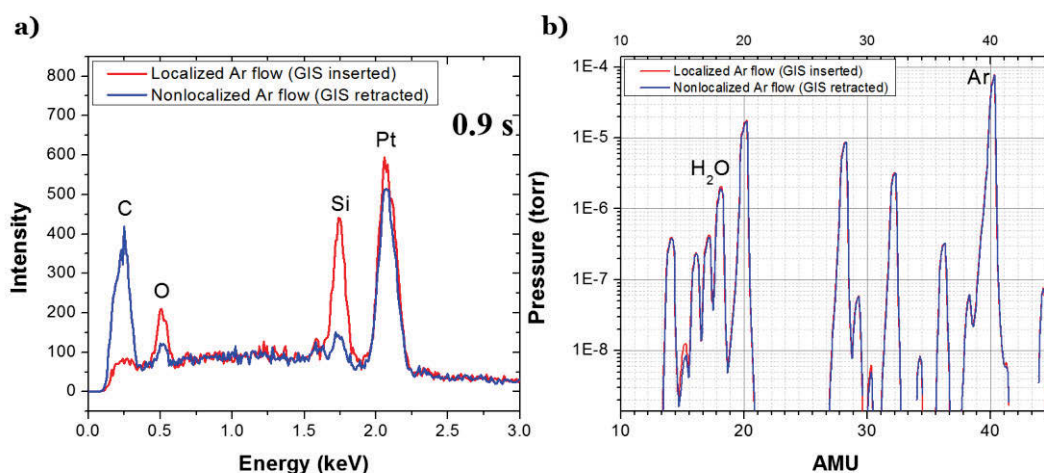 a)
800
700
600
500
400
300
200
100
0
Intensity
Localized Ar flow (GIS inserted)
Nonlocalized Ar flow (GIS retracted)
0.9 s
C
O
Si
Pt
0.0 0.5 1.0 1.5 2.0 2.5 3.0
Energy (keV)
b)
10 20 30 40
1E-4
1E-5
1E-6
1E-7
1E-8
Pressure (torr)
Localized Ar flow (GIS inserted)
Nonlocalized Ar flow (GIS retracted)
Ar
H₂O
10 20 30 40
AMU